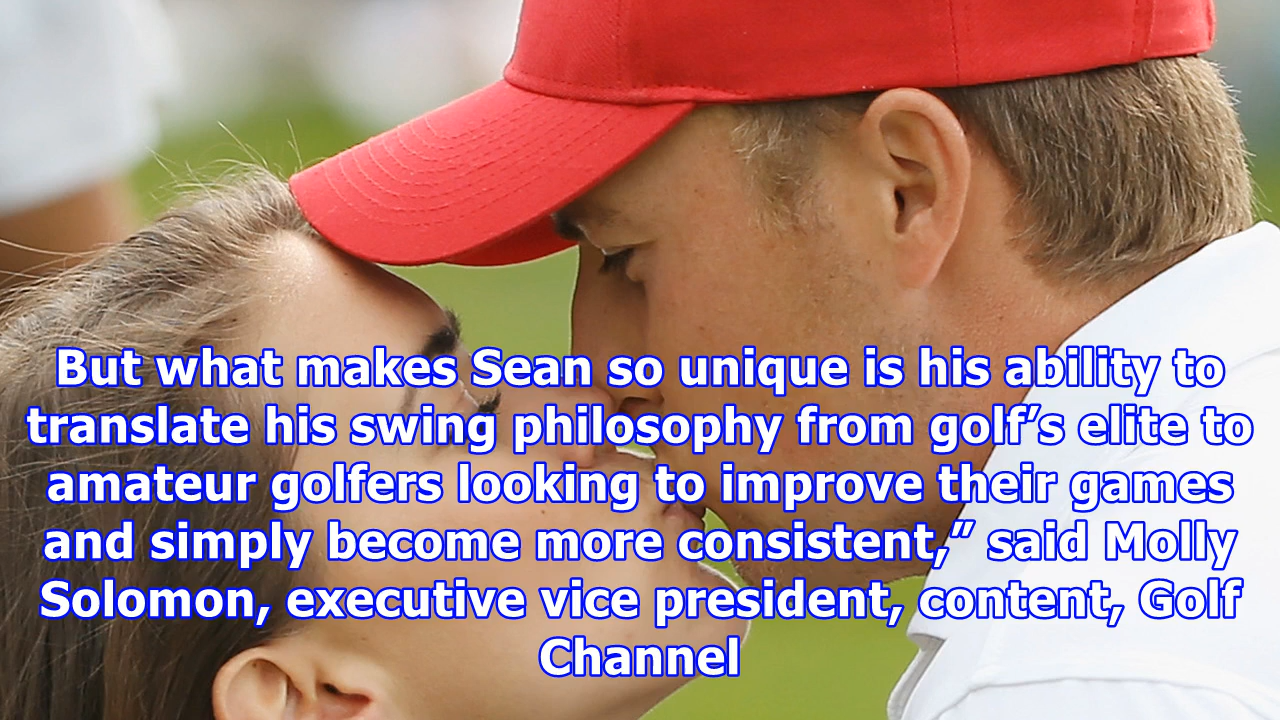 But what makes Sean so unique is his ability to
translate his swing philosophy from golf’s elite to
amateur golfers looking to improve their games
and simply become more consistent,” said Molly
Solomon, executive vice president, content, Golf
Channel